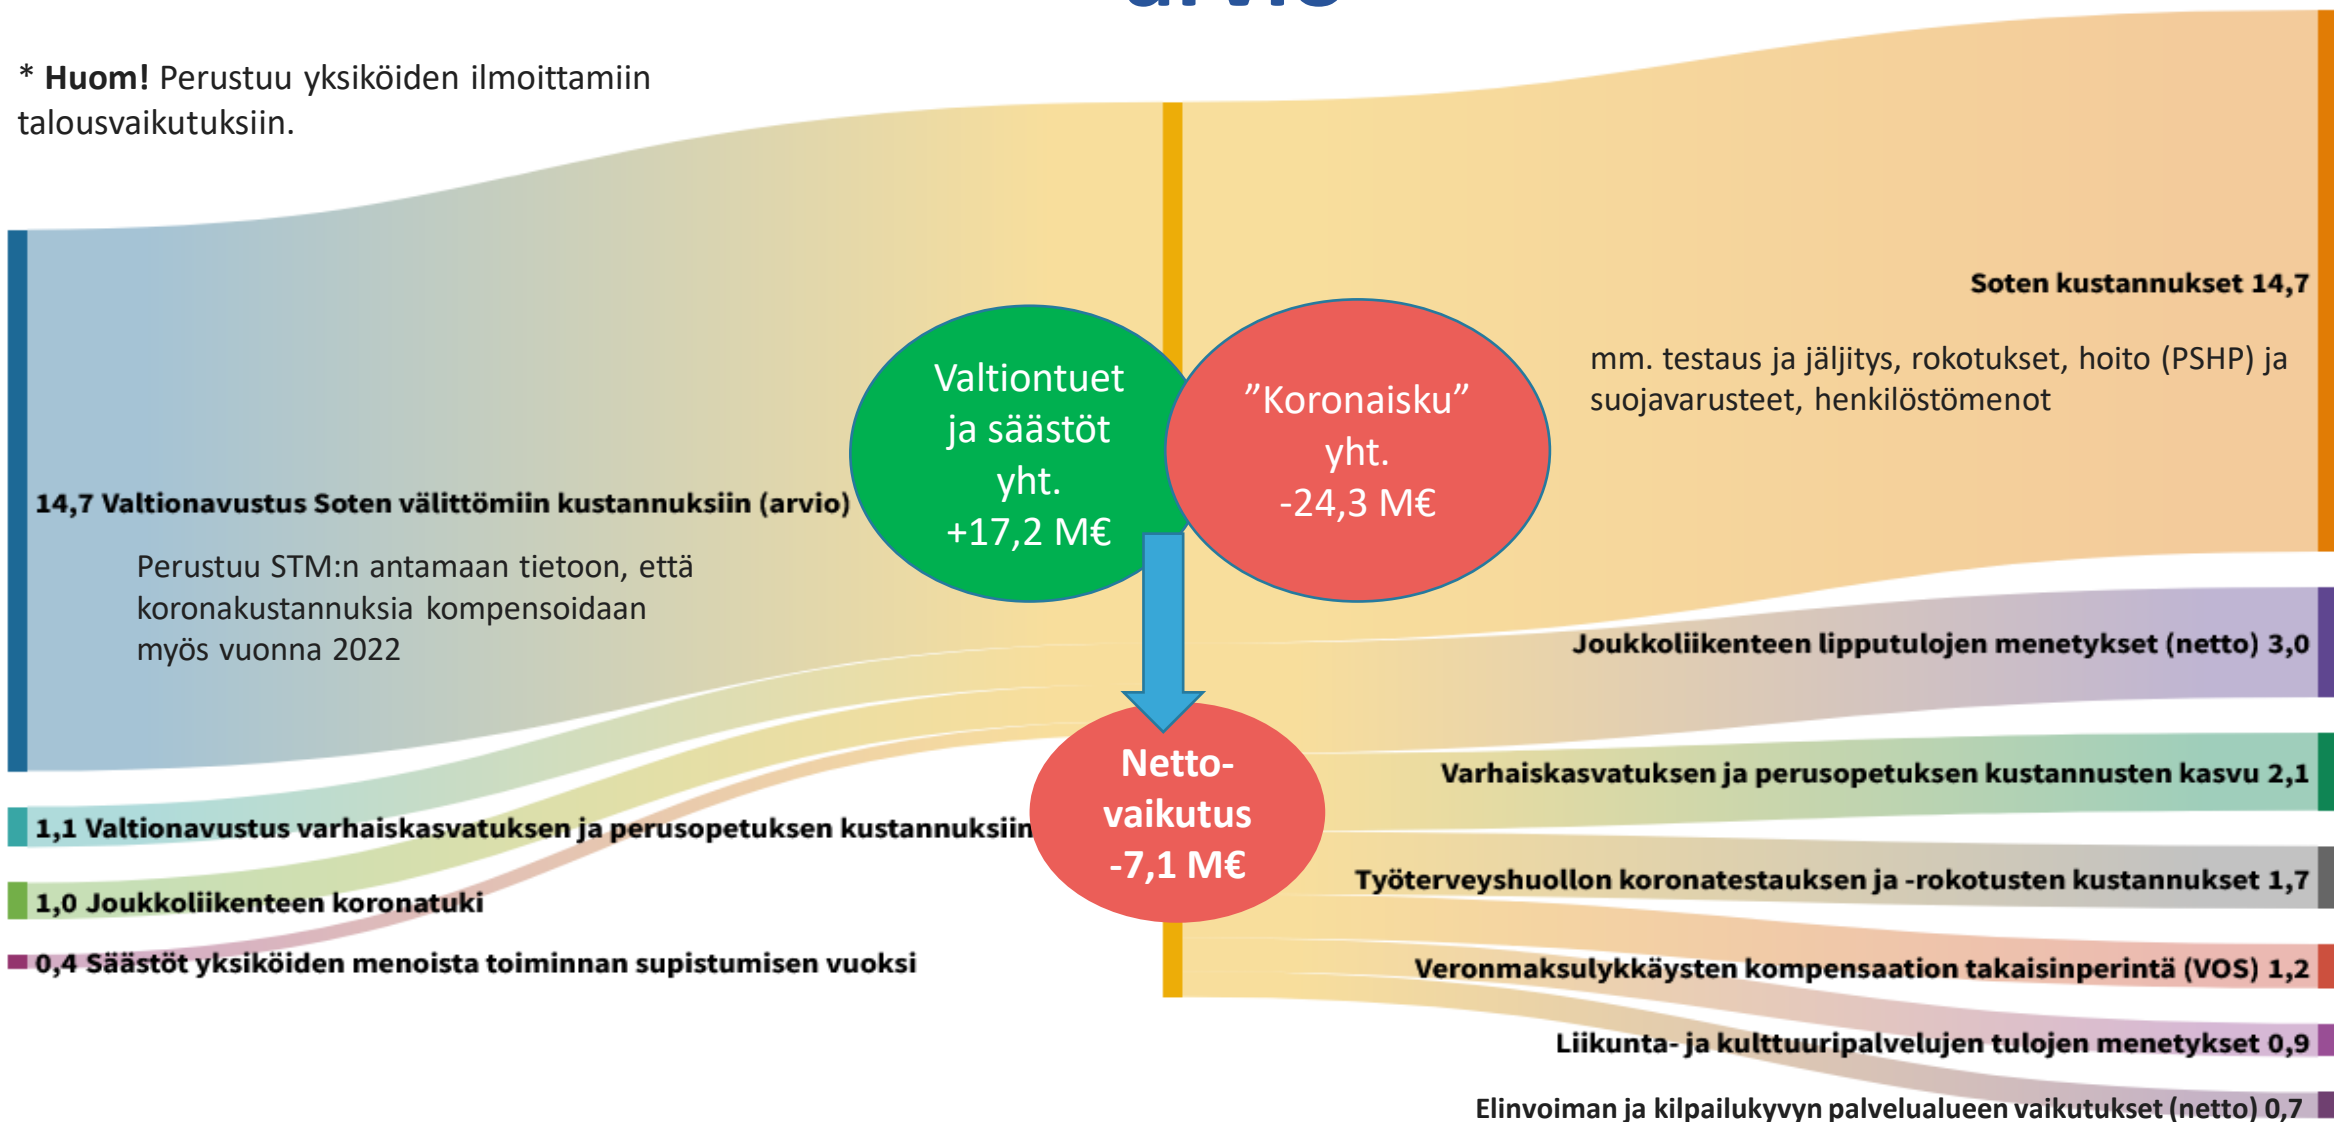 arvio
* Huom! Perustuu yksiköiden ilmoittamiin
talousvaikutuksiin.
14,7 Valtionavustus Soten välittömiin kustannuksiin (arvio)
Perustuu STM:n antamaan tietoon, että
koronakustannuksia kompensoidaan
myös vuonna 2022
1,1 Valtionavustus varhaiskasvatuksen ja perusopetuksen kustannuksiin
1,0 Joukkoliikenteen koronatuki
0,4 Säästöt yksiköiden menoista toiminnan supistumisen vuoksi
Valtiontuet
ja säästöt
yht.
+17,2 M€
”Koronaisku”
yht.
-24,3 M€
Netto-
vaikutus
-7,1 M€
Soten kustannukset 14,7
mm. testaus ja jäljitys, rokotukset, hoito (PSHP) ja
suojavarusteet, henkilöstömenot
Joukkoliikenteen lipputulojen menetykset (netto) 3,0
Varhaiskasvatuksen ja perusopetuksen kustannusten kasvu 2,1
Työterveyshuollon koronatestauksen ja -rokotusten kustannukset 1,7
Veronmaksulykkäysten kompensaation takaisinperintä (VOS) 1,2
Liikunta- ja kulttuuripalvelujen tulojen menetykset 0,9
Elinvoiman ja kilpailukyvyn palvelualueen vaikutukset (netto) 0,7